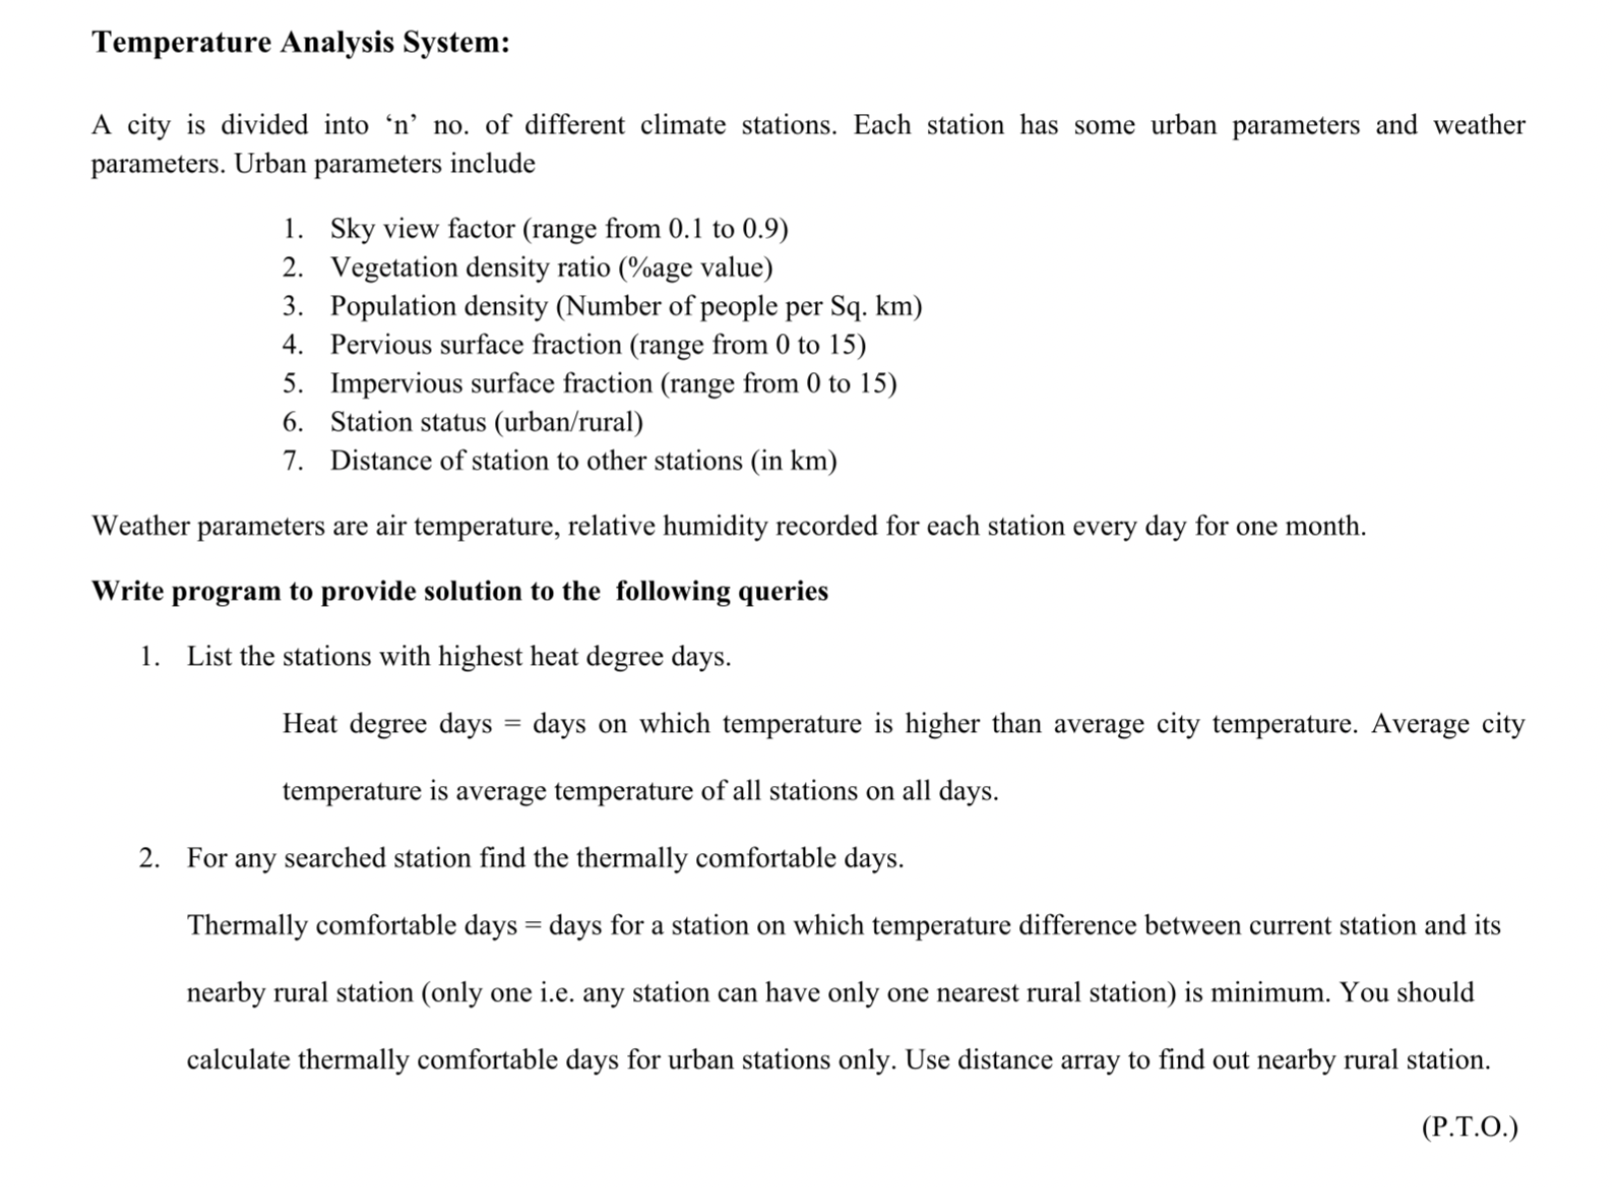 Temperature Analysis System:
A city is divided into ‘n’ no. of different climate stations. Each station has some urban parameters and weather
parameters. Urban parameters include
1. Sky view factor (range from 0.1 to 0.9)
2. Vegetation density ratio (%age value)
3. Population density (Number of people per Sq. km)
4. Pervious surface fraction (range from 0 to 15)
5. Impervious surface fraction (range from 0 to 15)
6. Station status (urban/rural)
7. Distance of station to other stations (in km)
Weather parameters are air temperature, relative humidity recorded for each station every day for one month.
Write program to provide solution to the following queries
1. List the stations with highest heat degree days.
Heat degree days = days on which temperature is higher than average city temperature. Average city
temperature is average temperature of all stations on all days.
2. For any searched station find the thermally comfortable days.
Thermally comfortable days = days for a station on which temperature difference between current station and its
nearby rural station (only one i.e. any station can have only one nearest rural station) is minimum. You should
calculate thermally comfortable days for urban stations only. Use distance array to find out nearby rural station.
(P.T.O.)